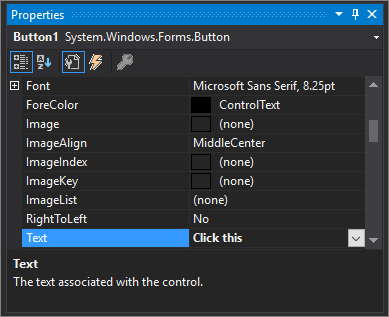 Properties
Button1 System.Windows.Forms.Button
Font Microsoft Sans Serif, 8.25pt
ForeColor ControlText
Image (none)
ImageAlign MiddleCenter
ImageIndex (none)
ImageKey (none)
ImageList (none)
RightToLeft No
Text Click this
Text
The text associated with the control.